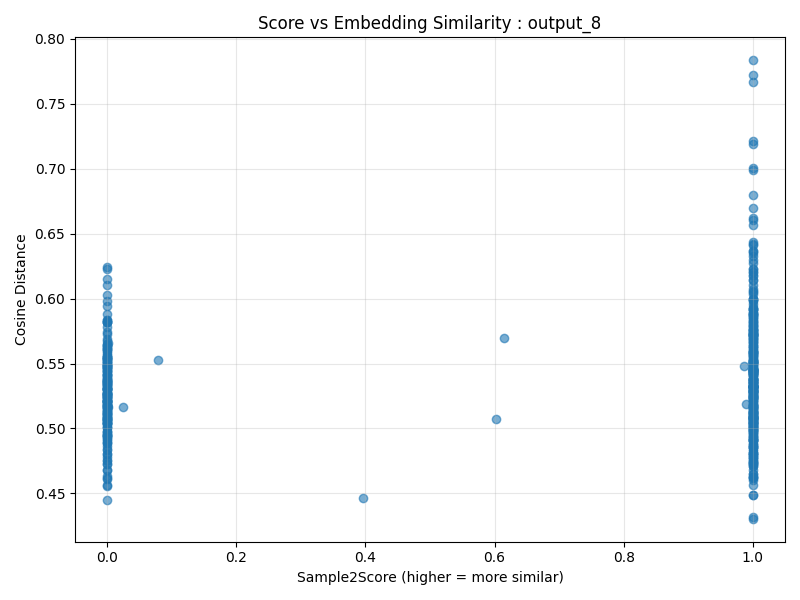 Score vs Embedding Similarity : output_8
Cosine Distance
0.80
0.75
0.70
0.65
0.60
0.55
0.50
0.45
0.0 0.2 0.4 0.6 0.8 1.0
Sample2Score (higher = more similar)